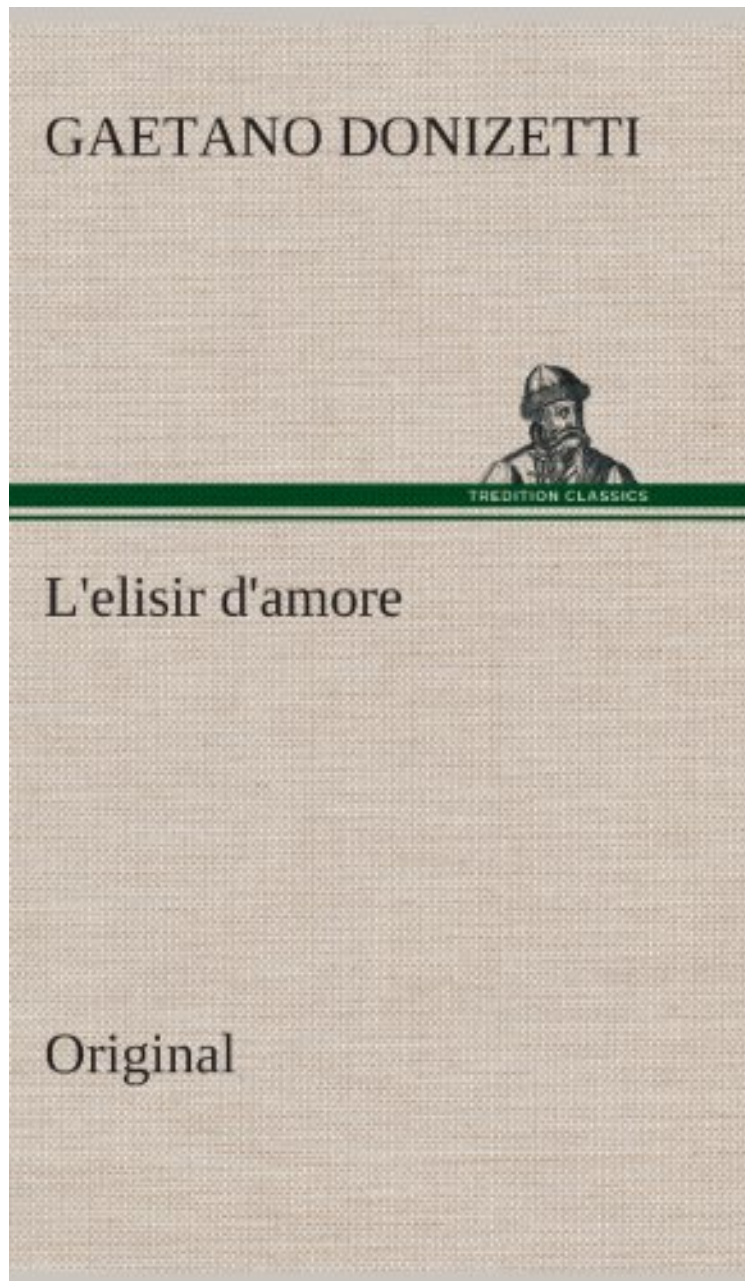 GAETANO DONIZETTI
TREDITION CLASSICS
L'elisir d'amore
Original